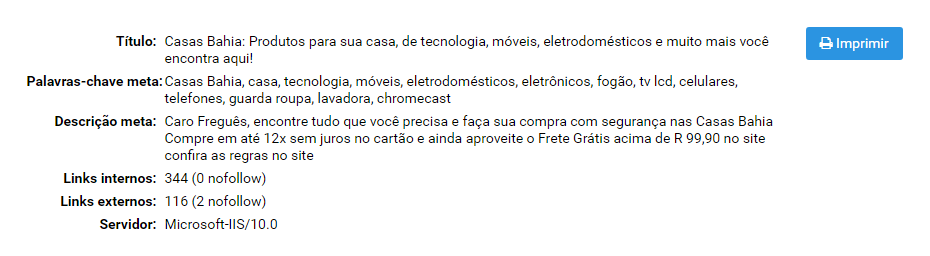 Título: Casas Bahia: Produtos para sua casa, de tecnologia, móveis, eletrodomésticos e muito mais você
encontra aqui!
Imprimir
Palavras-chave meta: Casas Bahia, casa, tecnologia, móveis, eletrodomésticos, eletrônicos, fogão, tv lcd, celulares,
telefones, guarda roupa, lavadora, chromecast
Descrição meta: Caro Freguês, encontre tudo que você precisa e faça sua compra com segurança nas Casas Bahia
Compre em até 12x sem juros no cartão e ainda aproveite o Frete Grátis acima de R 99,90 no site
confira as regras no site
Links internos: 344 (0 nofollow)
Links externos: 116 (2 nofollow)
Servidor: Microsoft-IIS/10.0